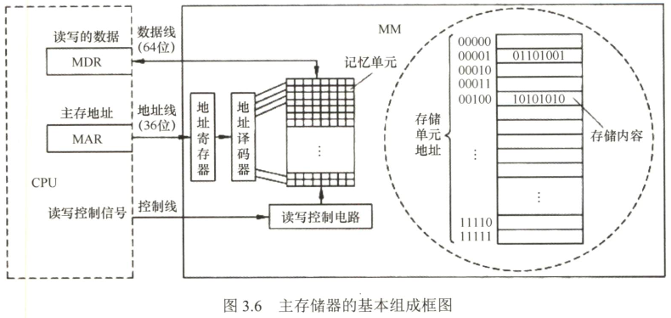 读写的数据
MDR
数据线
(64位)
主存地址
MAR
地址线
(36位)
CPU
读写控制信号
控制线
MM
记忆单元
地址寄存器
地址译码器
⋮
读写控制电路
存储单元地址
00000
00001 01101001
00010
00011
00100 10101010
存储内容
⋮
⋮
11110
11111
图 3.6 主存储器的基本组成框图